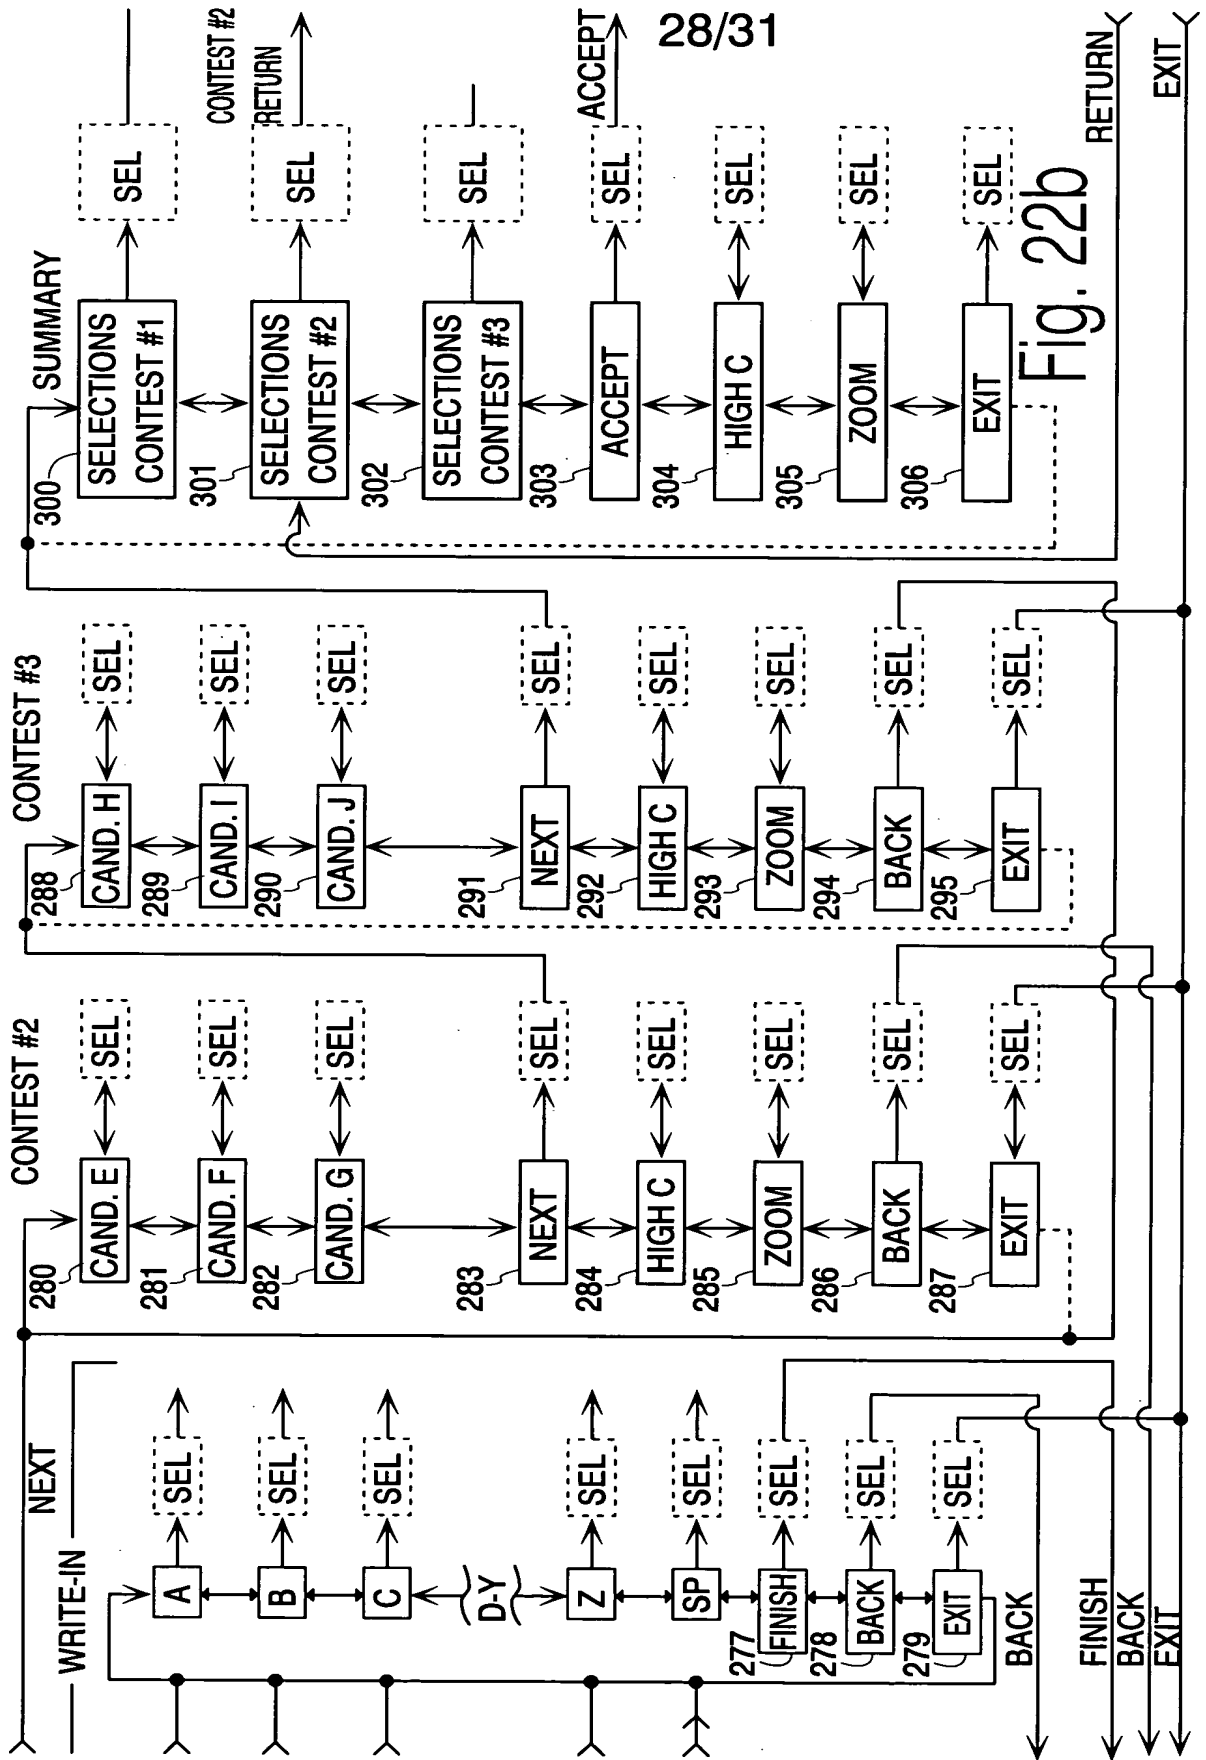 28/31
NEXT
WRITE-IN
A
SEL
B
SEL
C
SEL
(D-Y)
Z
SEL
SP
SEL
277
FINISH
SEL
278
BACK
SEL
279
EXIT
SEL
BACK
FINISH
BACK
EXIT
CONTEST #2
280
CAND. E
SEL
281
CAND. F
SEL
282
CAND. G
SEL
283
NEXT
SEL
284
HIGH C
SEL
285
ZOOM
SEL
286
BACK
SEL
287
EXIT
SEL
CONTEST #3
288
CAND. H
SEL
289
CAND. I
SEL
290
CAND. J
SEL
291
NEXT
SEL
292
HIGH C
SEL
293
ZOOM
SEL
294
BACK
SEL
295
EXIT
SEL
SUMMARY
300
SELECTIONS
CONTEST #1
SEL
301
SELECTIONS
CONTEST #2
SEL
CONTEST #2
RETURN
302
SELECTIONS
CONTEST #3
SEL
303
ACCEPT
SEL
ACCEPT
304
HIGH C
SEL
305
ZOOM
SEL
306
EXIT
SEL
RETURN
EXIT
Fig. 22b